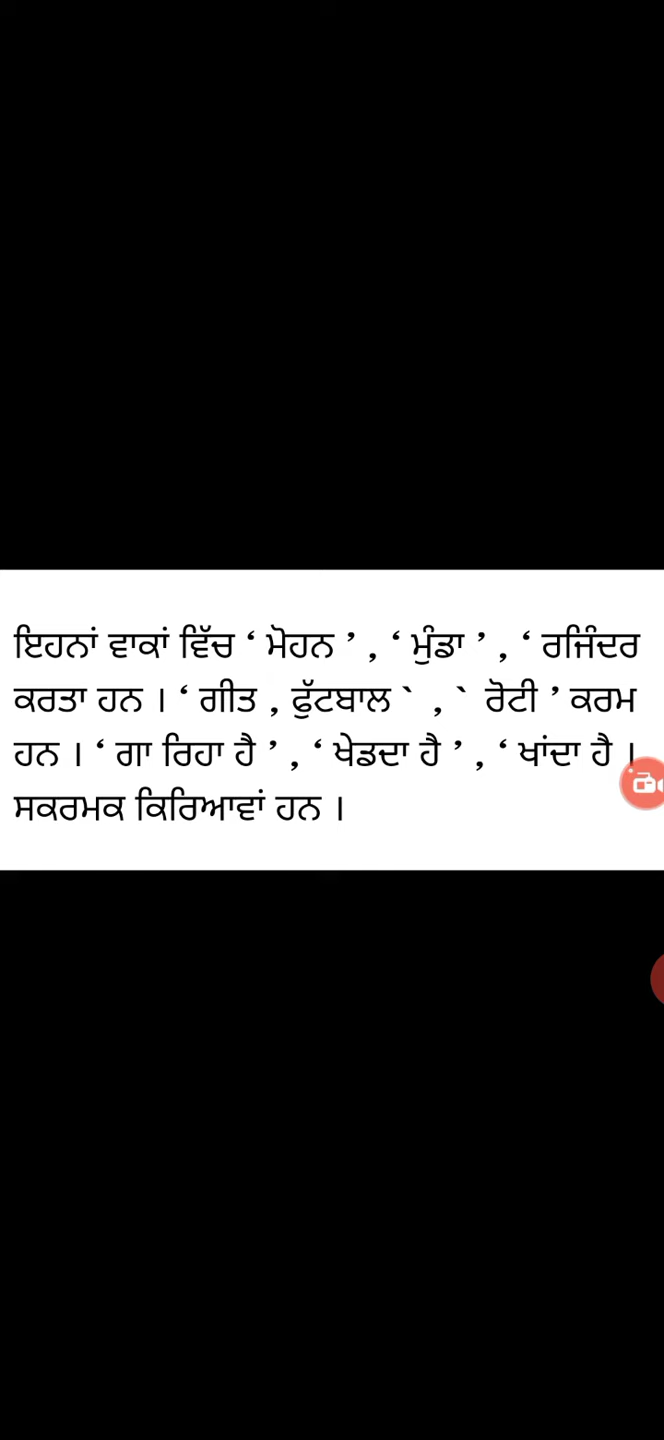 ਇਹਨਾਂ ਵਾਕਾਂ ਵਿੱਚ ‘ ਮੋਹਨ ’ , ‘ ਮੁੰਡਾ ’ , ‘ ਰਜਿੰਦਰ
ਕਰਤਾ ਹਨ । ‘ ਗੀਤ , ਫੁੱਟਬਾਲ ` , ` ਰੋਟੀ ’ ਕਰਮ
ਹਨ । ‘ ਗਾ ਰਿਹਾ ਹੈ ’ , ‘ ਖੇਡਦਾ ਹੈ ’ , ‘ ਖਾਂਦਾ ਹੈ ।
ਸਕਰਮਕ ਕਿਰਿਆਵਾਂ ਹਨ ।